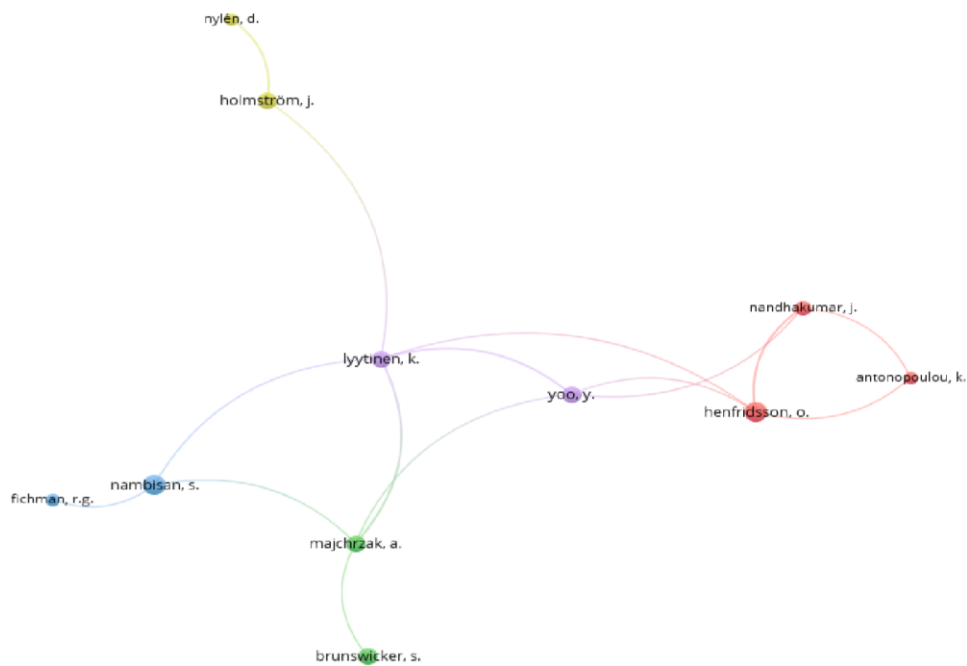 nylén, d.
holmström, j.
nandhakumar, j.
lyytinen, k.
antonopoulou, k.
yoo, y.
henfridsson, o.
nambisan, s.
fichman, r.g.
majchrzak, a.
brunswicker, s.